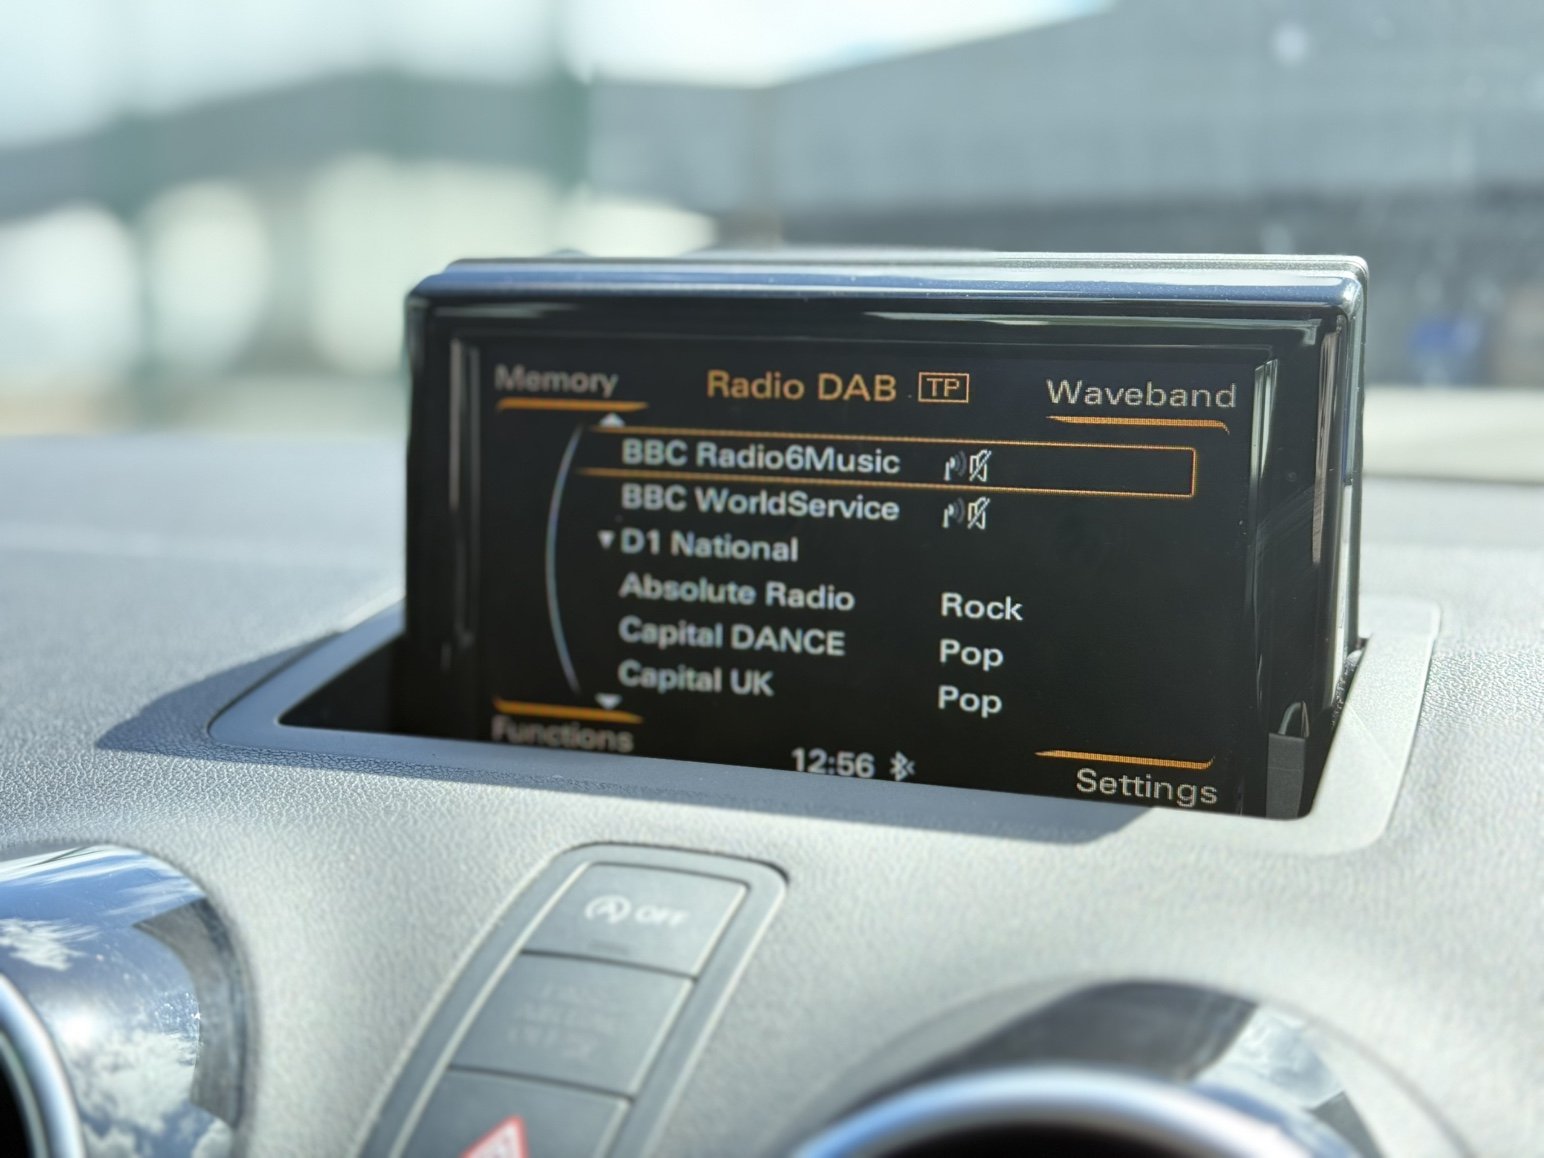 Memory
Radio DAB TP
Waveband
BBC Radio6Music
BBC WorldService
D1 National
Absolute Radio Rock
Capital DANCE Pop
Capital UK Pop
Functions
12:56
Settings
OFF